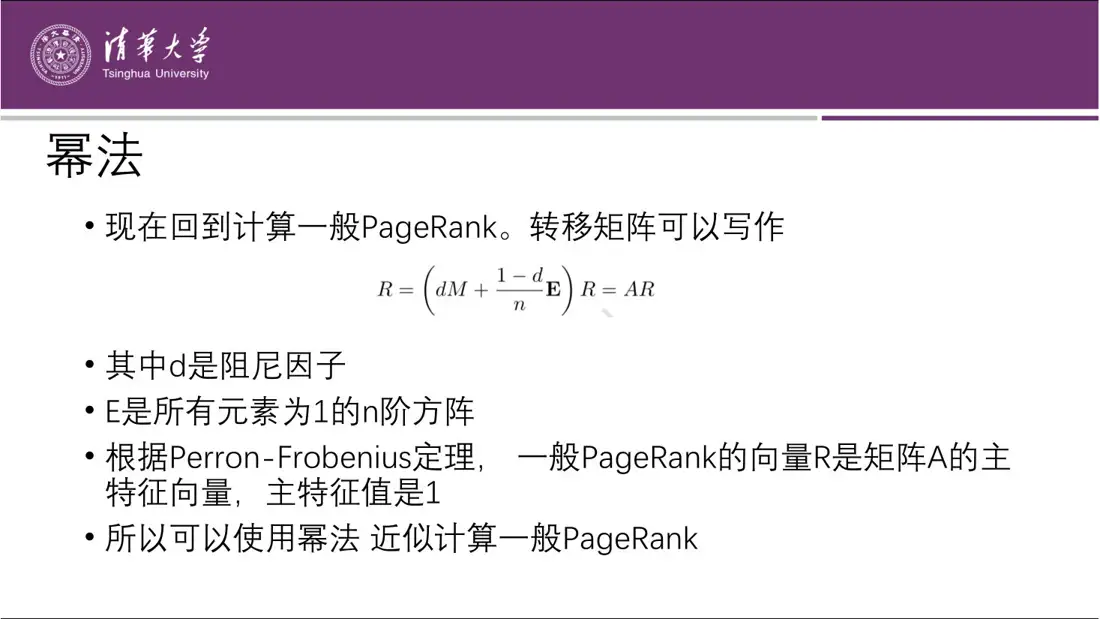 清华大学
Tsinghua University
幂法
• 现在回到计算一般PageRank。转移矩阵可以写作
R = (dM + \frac{1-d}{n}E) R = AR
• 其中d是阻尼因子
• E是所有元素为1的n阶方阵
• 根据Perron-Frobenius定理， 一般PageRank的向量R是矩阵A的主
特征向量，主特征值是1
• 所以可以使用幂法 近似计算一般PageRank